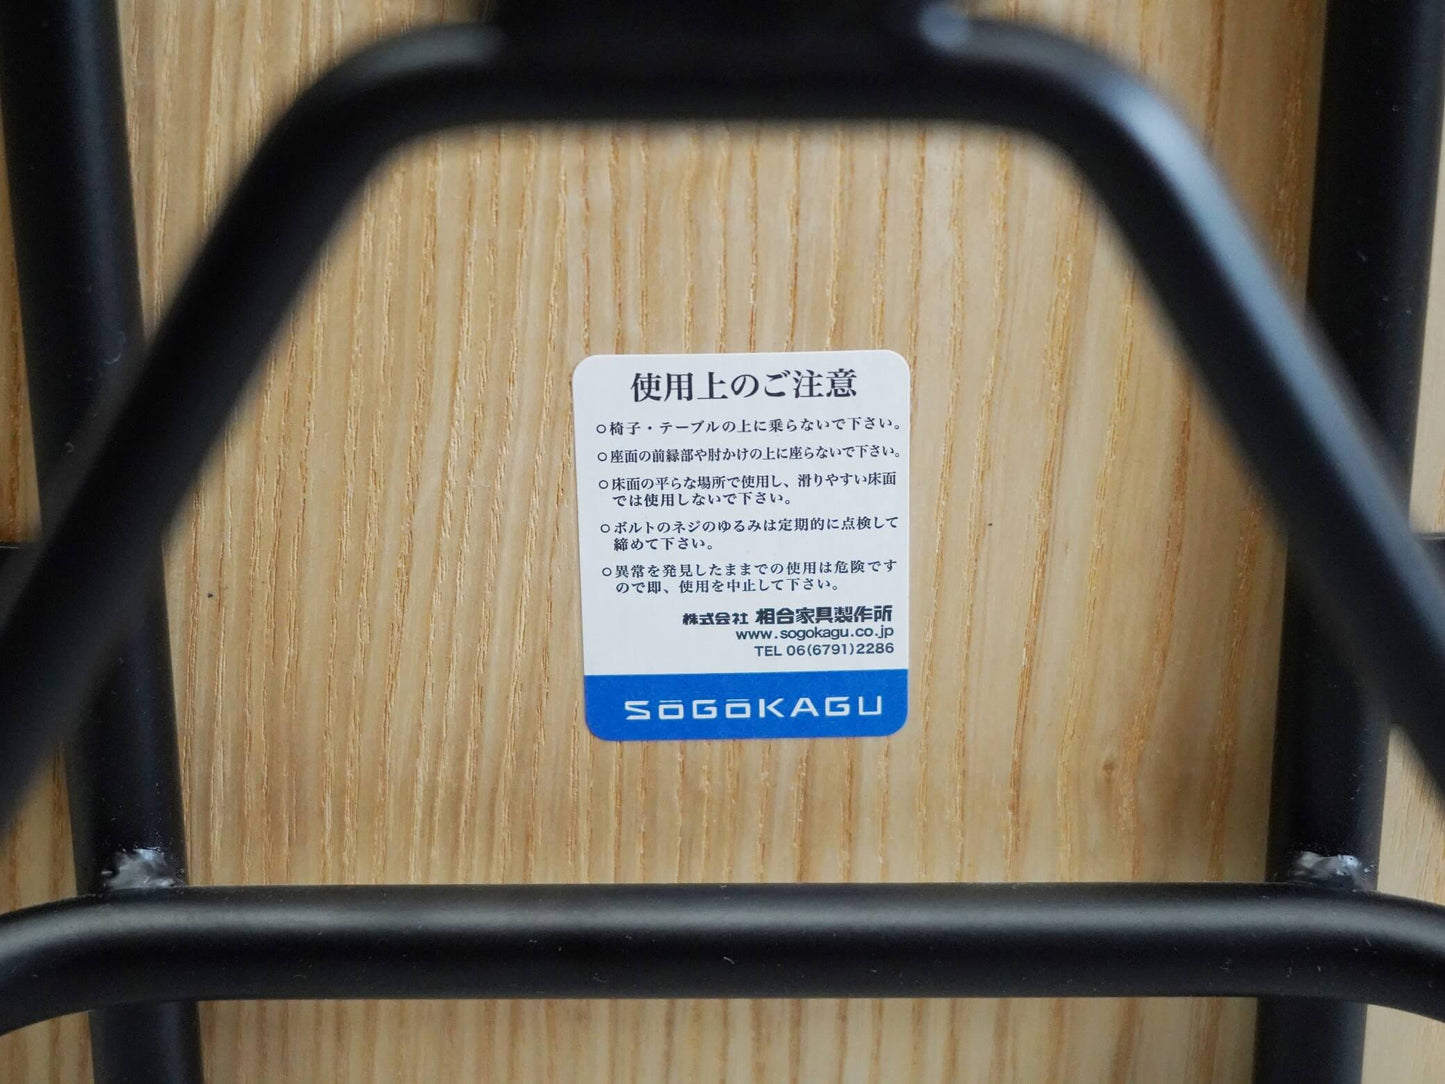 使用上のご注意
○椅子・テーブルの上に乗らないで下さい。
○座面の前縁部や肘かけの上に座らないで下さい。
○床面の平らな場所で使用し、滑りやすい床面
では使用しないで下さい。
○ボルトのネジのゆるみは定期的に点検して
締めて下さい。
○異常を発見したままでの使用は危険です
ので即、使用を中止して下さい。
株式会社 相合家具製作所
www.sogokagu.co.jp
TEL 06(6791)2286
SōGōKAGU